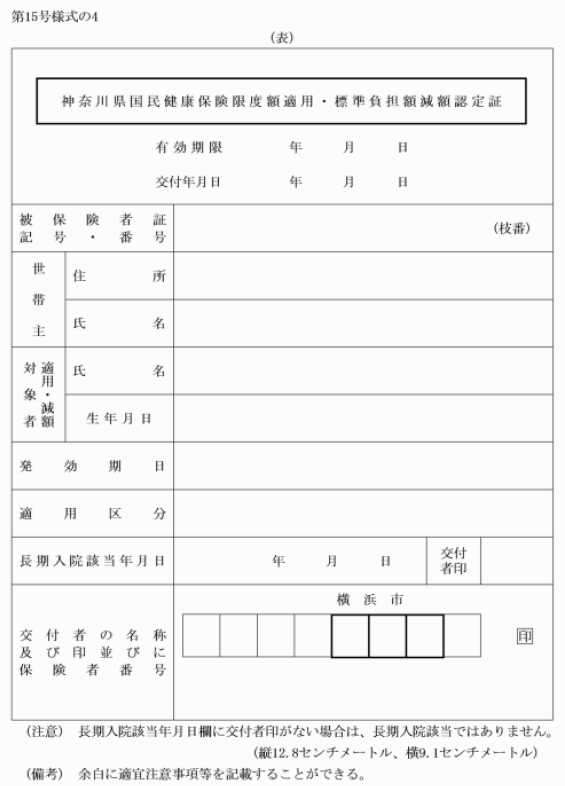 第15号様式の4
（表）
神奈川県国民健康保険限度額適用・標準負担額減額認定証
有効期限　年　月　日
交付年月日　年　月　日
被保険者証
記号・番号
（枝番）
世帯主
住所
氏名
適用・減額
対象者
氏名
生年月日
発効期日
適用区分
長期入院該当年月日
年　月　日
交付
者印
交付者の名称
及び印並びに
保険者番号
横浜市
印
（注意）　長期入院該当年月日欄に交付者印がない場合は、長期入院該当ではありません。
（縦12.8センチメートル、横9.1センチメートル）
（備考）　余白に適宜注意事項等を記載することができる。